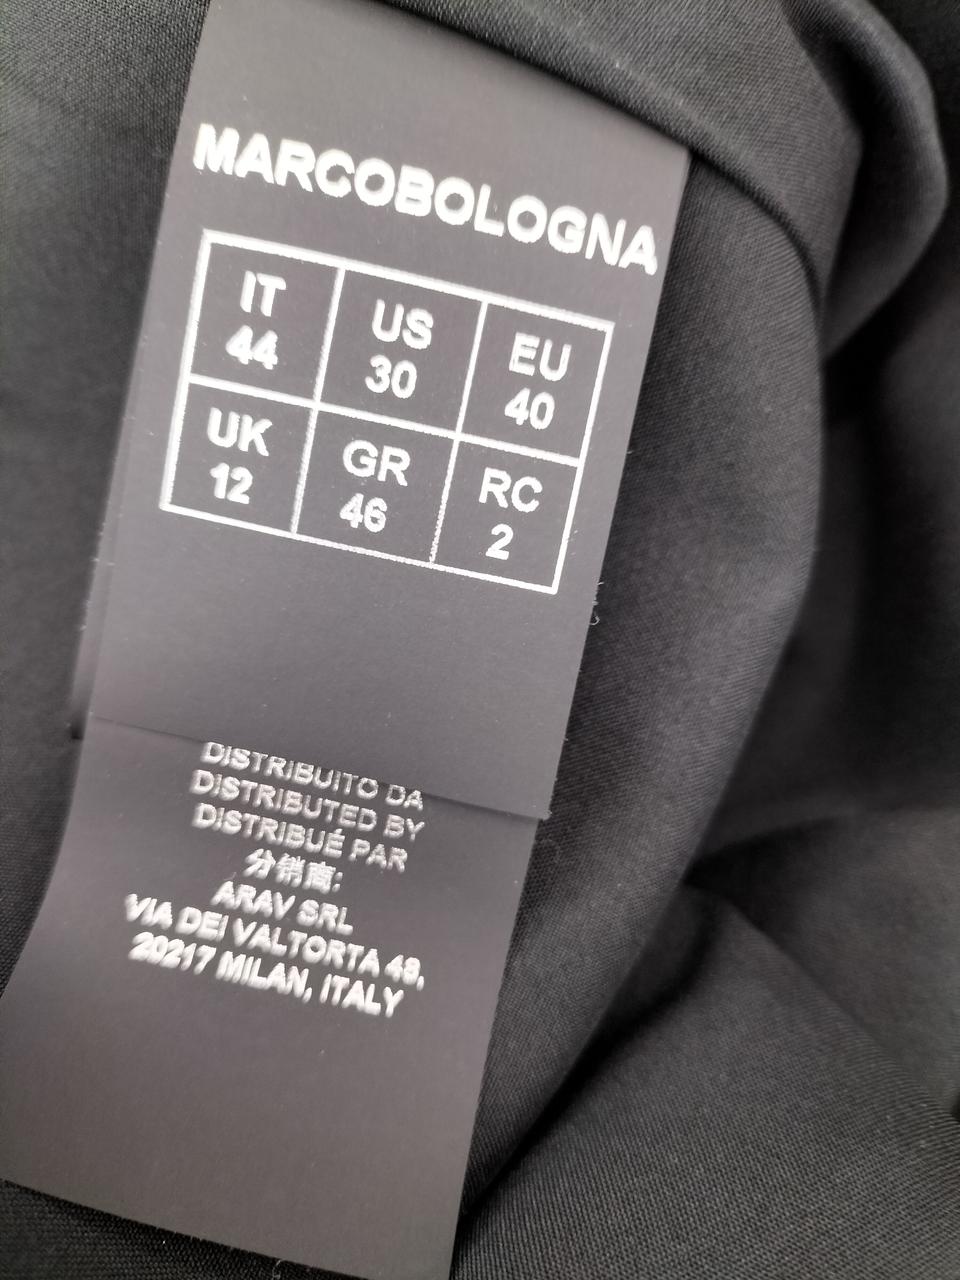 MARCOBOLOGNA
IT US EU
44 30 40
UK GR RC
12 46 2
DISTRIBUITO DA
DISTRIBUTED BY
DISTRIBUÉ PAR
分销商:
ARAV SRL
VIA DEI VALTORTA 48,
20217 MILAN, ITALY